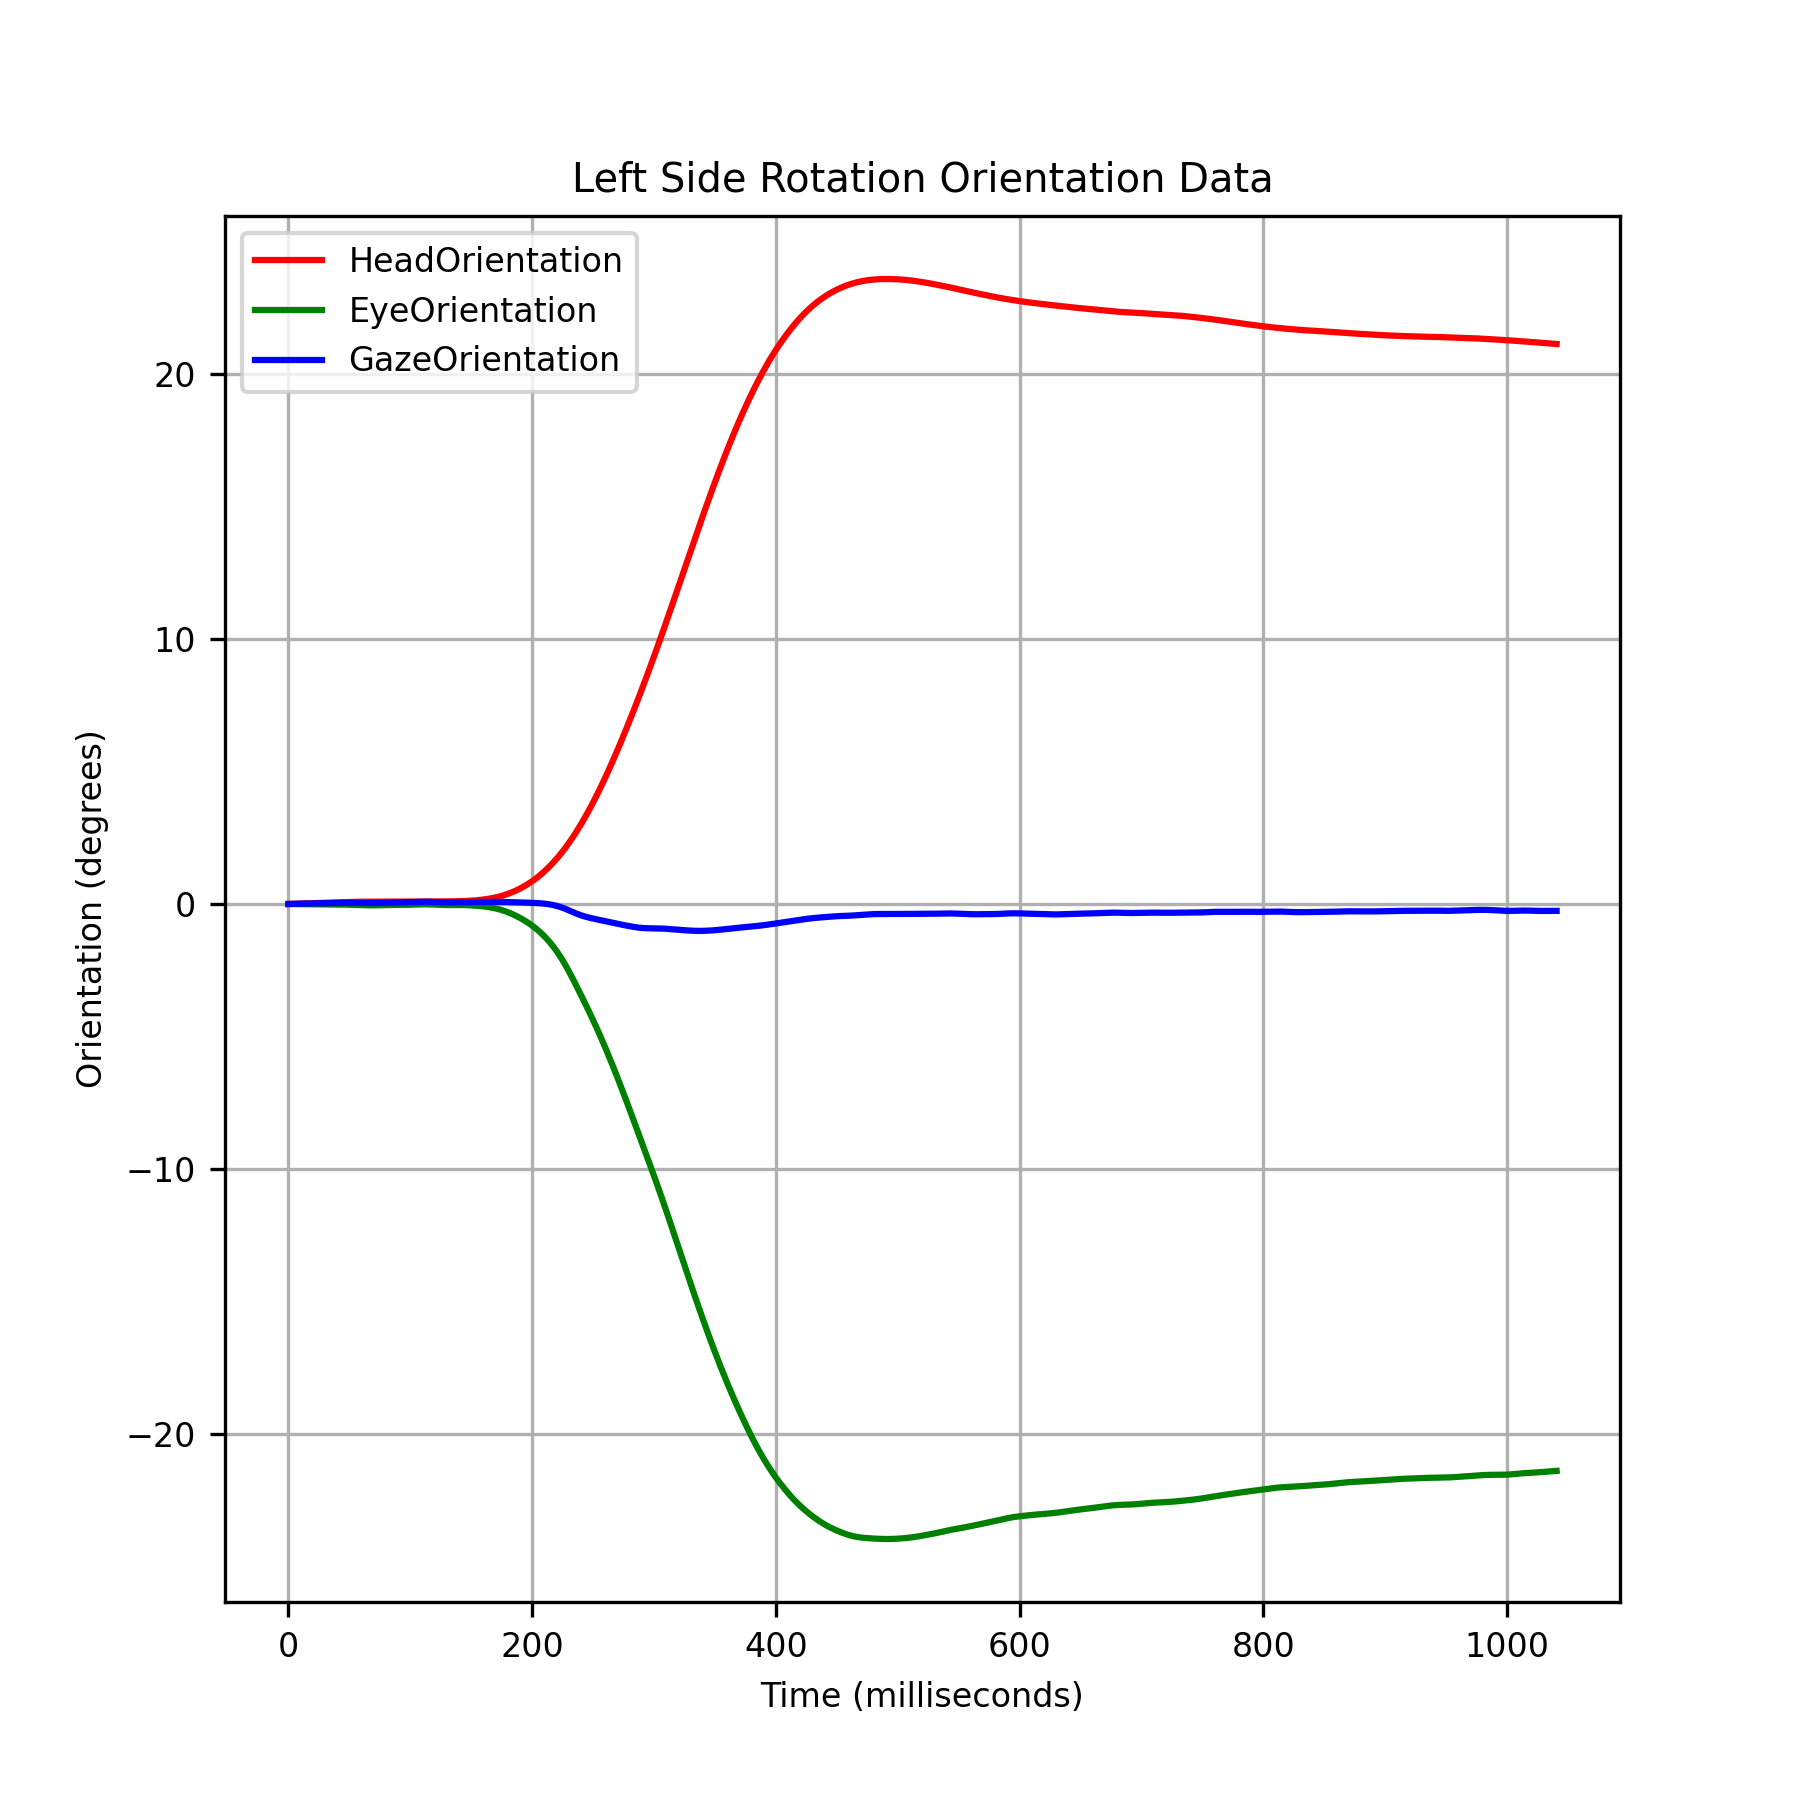 Left Side Rotation Orientation Data
HeadOrientation
EyeOrientation
GazeOrientation
Orientation (degrees)
20
10
0
−10
−20
0 200 400 600 800 1000
Time (milliseconds)